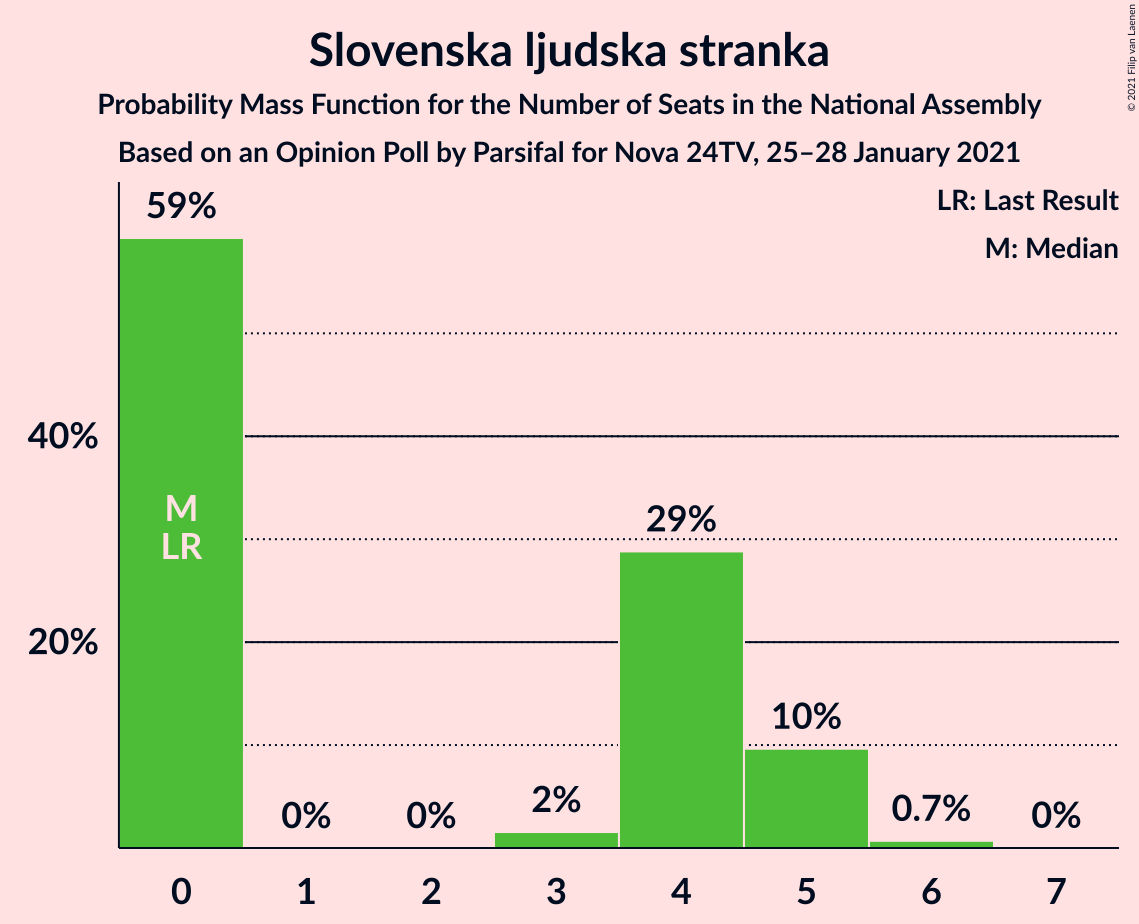 Slovenska ljudska stranka
Probability Mass Function for the Number of Seats in the National Assembly
Based on an Opinion Poll by Parsifal for Nova 24TV, 25–28 January 2021
© 2021 Filip van Laenen
LR: Last Result
M: Median
59%
40%
M
LR
29%
20%
10%
2%
0.7%
0%
0%
0%
0 1 2 3 4 5 6 7